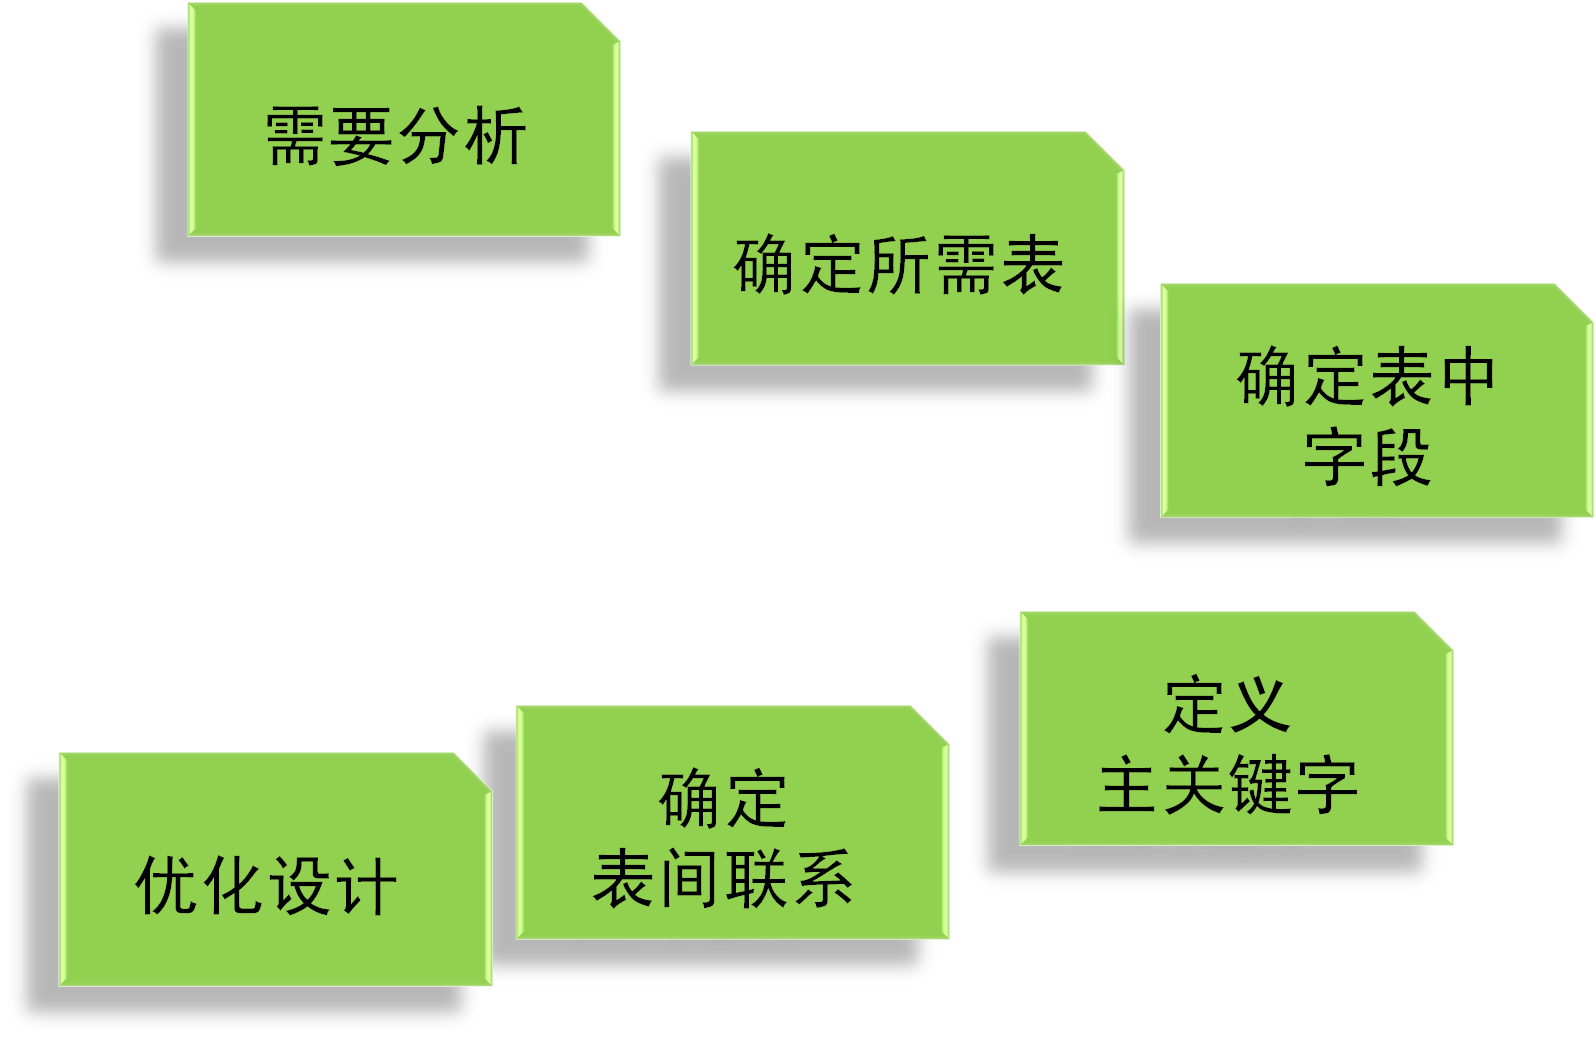 需要分析
确定所需表
确定表中
字段
定义
主关键字
确定
表间联系
优化设计